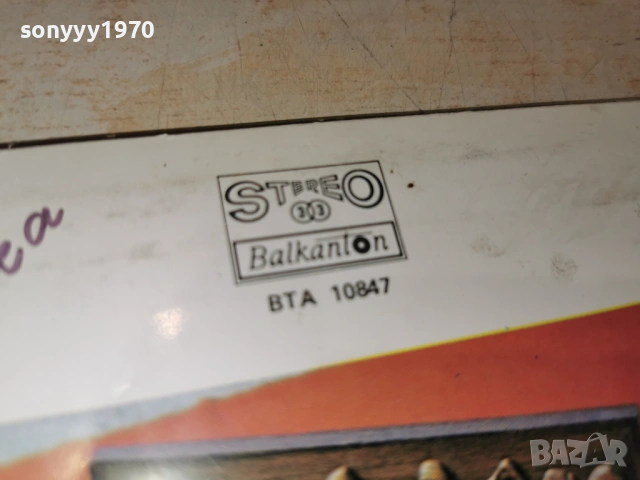 sonyyy1970
STEREO
33
Balkanton
BTA 10847
BAZAR